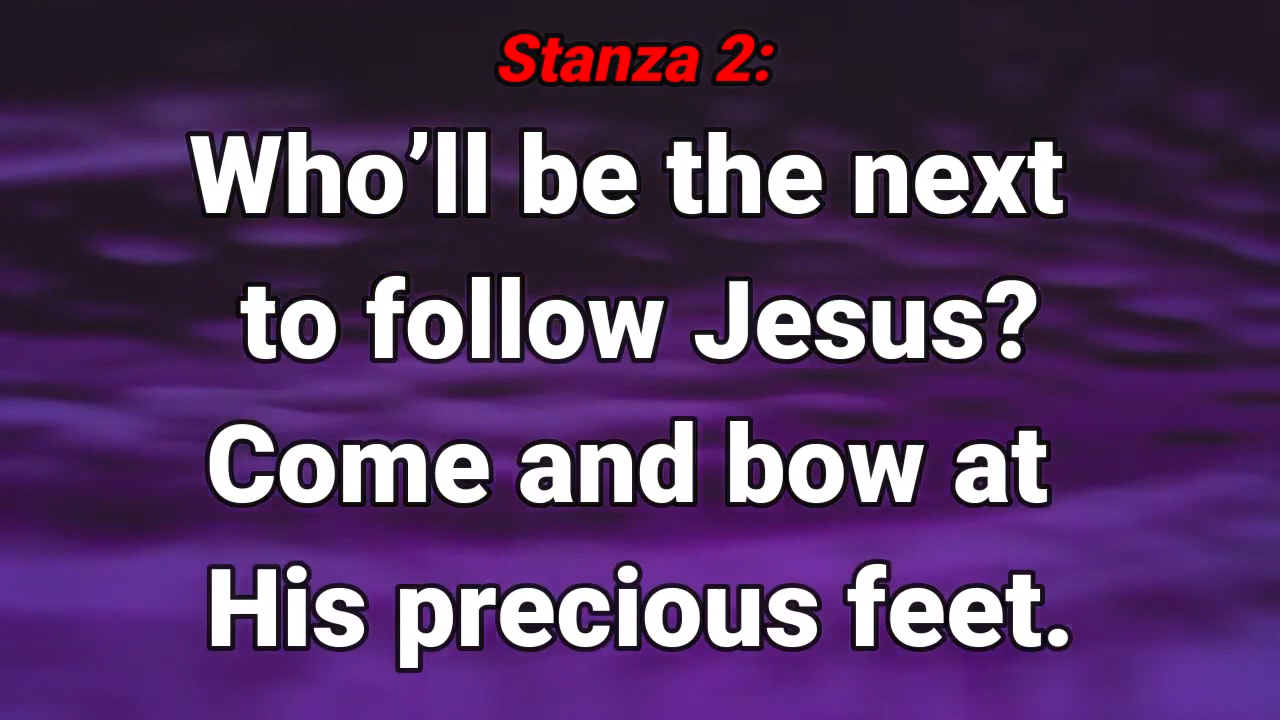 Stanza 2:
Who’ll be the next
to follow Jesus?
Come and bow at
His precious feet.